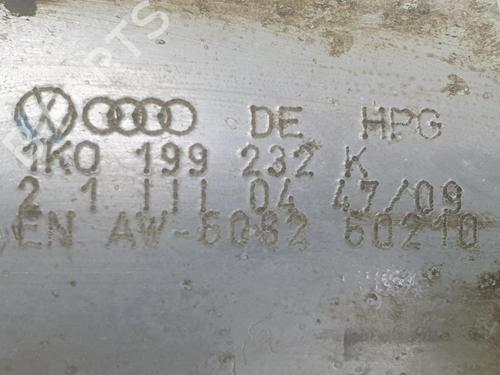 DE HPG
1K0 199 232 K
2 1 III 04 47/09
EN AW-6082 60210